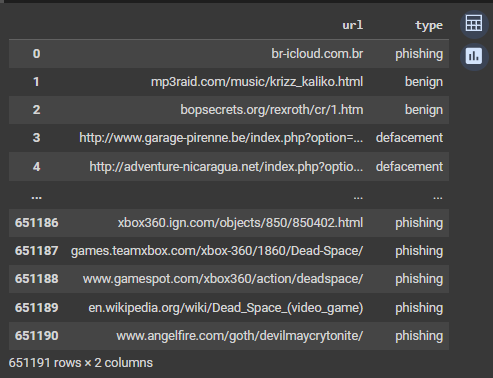 url type
0 br-icloud.com.br phishing
1 mp3raid.com/music/krizz_kaliko.html benign
2 bopsecrets.org/rexroth/cr/1.htm benign
3 http://www.garage-pirenne.be/index.php?option=... defacement
4 http://adventure-nicaragua.net/index.php?optio... defacement
... ... ...
651186 xbox360.ign.com/objects/850/850402.html phishing
651187 games.teamxbox.com/xbox-360/1860/Dead-Space/ phishing
651188 www.gamespot.com/xbox360/action/deadspace/ phishing
651189 en.wikipedia.org/wiki/Dead_Space_(video_game) phishing
651190 www.angelfire.com/goth/devilmaycrytonite/ phishing
651191 rows × 2 columns